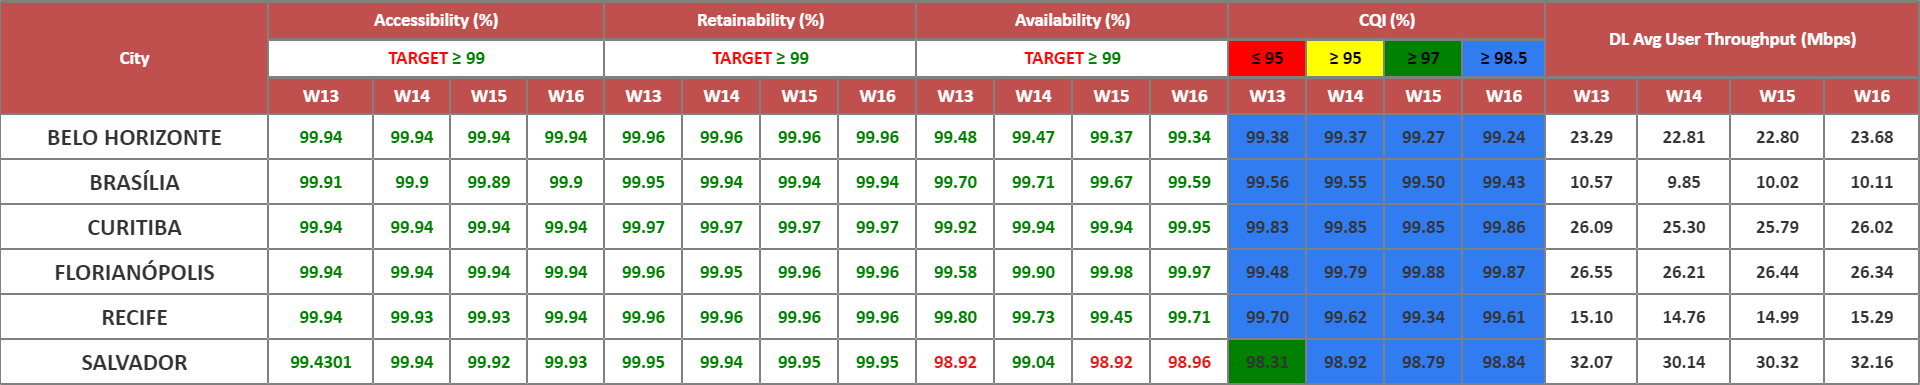 City Accessibility (%) Retainability (%) Availability (%) CQI (%) DL Avg User Throughput (Mbps)
TARGET ≥ 99 TARGET ≥ 99 TARGET ≥ 99 ≤ 95 ≥ 95 ≥ 97 ≥ 98.5
W13 W14 W15 W16 W13 W14 W15 W16 W13 W14 W15 W16 W13 W14 W15 W16 W13 W14 W15 W16
BELO HORIZONTE 99.94 99.94 99.94 99.94 99.96 99.96 99.96 99.96 99.48 99.47 99.37 99.34 99.38 99.37 99.27 99.24 23.29 22.81 22.80 23.68
BRASÍLIA 99.91 99.9 99.89 99.9 99.95 99.94 99.94 99.94 99.70 99.71 99.67 99.59 99.56 99.55 99.50 99.43 10.57 9.85 10.02 10.11
CURITIBA 99.94 99.94 99.94 99.94 99.97 99.97 99.97 99.97 99.92 99.94 99.94 99.95 99.83 99.85 99.85 99.86 26.09 25.30 25.79 26.02
FLORIANÓPOLIS 99.94 99.94 99.94 99.94 99.96 99.95 99.96 99.96 99.58 99.90 99.98 99.97 99.48 99.79 99.88 99.87 26.55 26.21 26.44 26.34
RECIFE 99.94 99.93 99.93 99.94 99.96 99.96 99.96 99.96 99.80 99.73 99.45 99.71 99.70 99.62 99.34 99.61 15.10 14.76 14.99 15.29
SALVADOR 99.4301 99.94 99.92 99.93 99.95 99.94 99.95 99.95 98.92 99.04 98.92 98.96 98.31 98.92 98.79 98.84 32.07 30.14 30.32 32.16